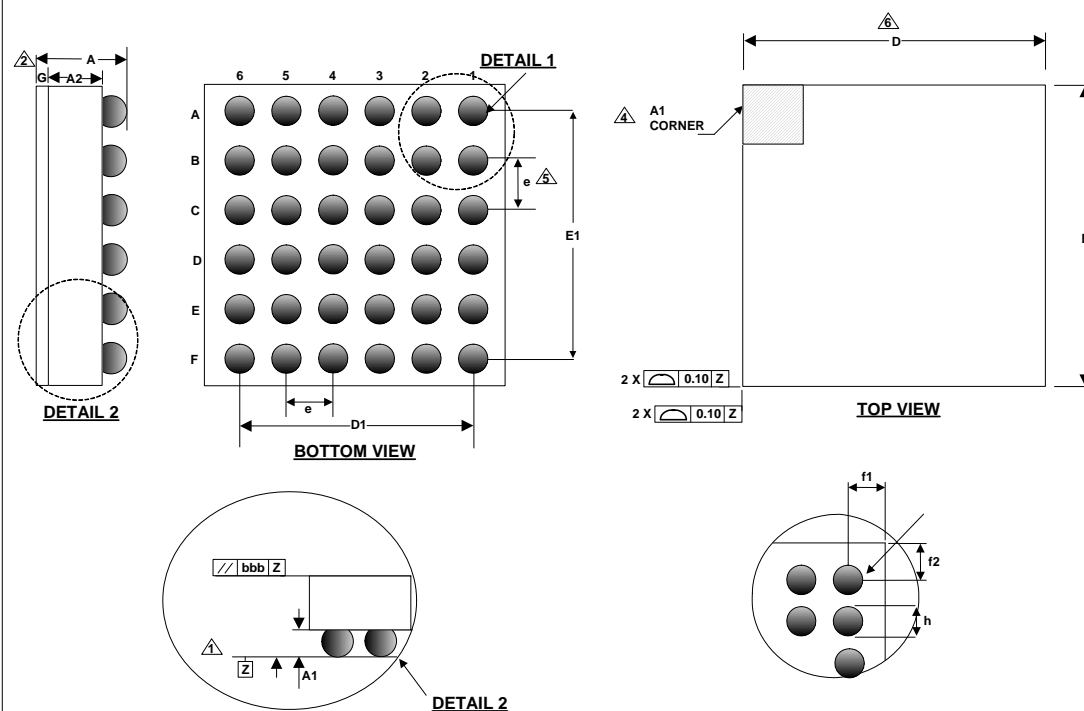 6
D
2
A
G
A2
DETAIL 1
6 5 4 3 2 1
A
B
C
D
E
F
e
5
E1
4
A1
CORNER
DETAIL 2
e
D1
BOTTOM VIEW
2 X 0.10 Z
2 X 0.10 Z
TOP VIEW
// bbb Z
1
Z
A1
DETAIL 2
f1
f2
h